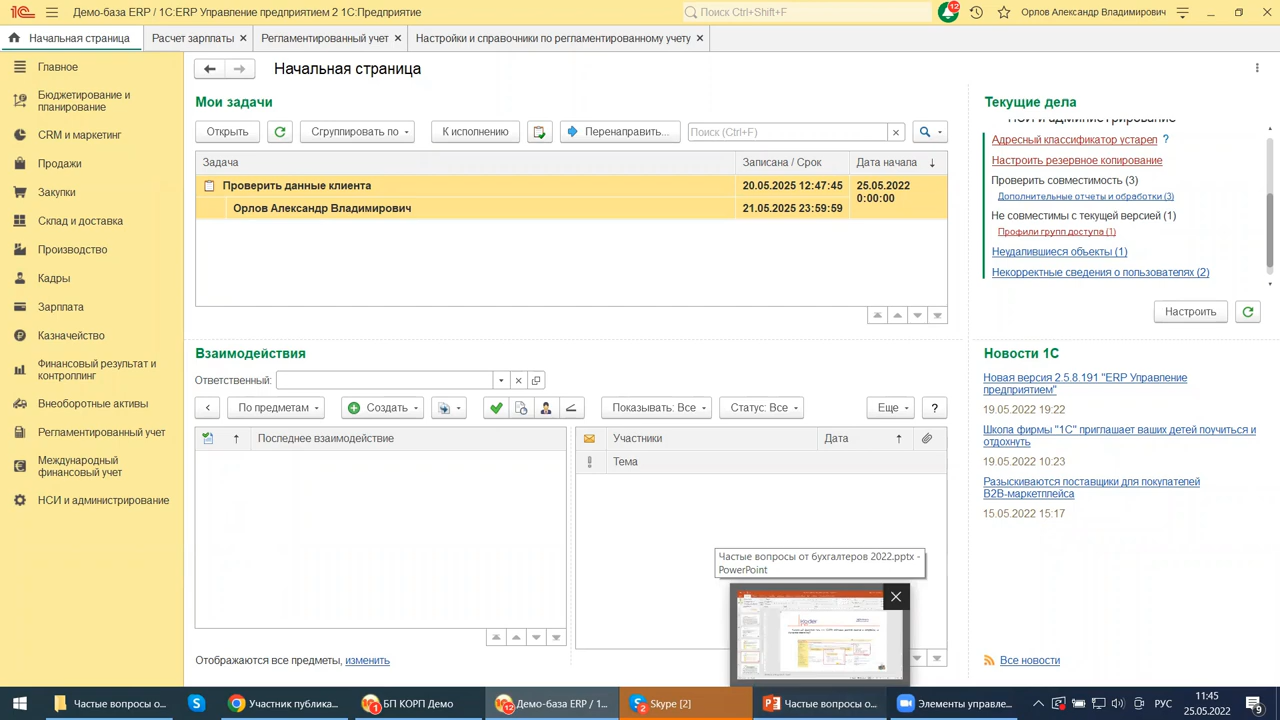 Демо-база ERP / 1С:ERP Управление предприятием 2 1С:Предприятие
Поиск Ctrl+Shift+F
12
Орлов Александр Владимирович
Начальная страница
Расчет зарплаты
Регламентированный учет
Настройки и справочники по регламентированному учету
Главное
Бюджетирование и
планирование
CRM и маркетинг
Продажи
Закупки
Склад и доставка
Производство
Кадры
Зарплата
Казначейство
Финансовый результат и
контроллинг
Внеоборотные активы
Регламентированный учет
Международный
финансовый учет
НСИ и администрирование
Начальная страница
Мои задачи
Открыть
Сгруппировать по
К исполнению
Перенаправить...
Поиск (Ctrl+F)
Задача
Записана / Срок
Дата начала
Проверить данные клиента
20.05.2025 12:47:45
25.05.2022
0:00:00
Орлов Александр Владимирович
21.05.2025 23:59:59
Взаимодействия
Ответственный:
По предметам
Создать
Показывать: Все
Статус: Все
Еще
?
Последнее взаимодействие
Участники
Дата
Тема
Отображаются все предметы, изменить
Текущие дела
НСИ и администрирование
Адресный классификатор устарел ?
Настроить резервное копирование
Проверить совместимость (3)
Дополнительные отчеты и обработки (3)
Не совместимы с текущей версией (1)
Профили групп доступа (1)
Неудалившиеся объекты (1)
Некорректные сведения о пользователях (2)
Настроить
Новости 1С
Новая версия 2.5.8.191 "ERP Управление
предприятием"
19.05.2022 19:22
Школа фирмы "1С" приглашает ваших детей поучиться и
отдохнуть
19.05.2022 10:23
Разыскиваются поставщики для покупателей
B2B-маркетплейса
15.05.2022 15:17
Все новости
Частые вопросы от бухгалтеров 2022.pptx -
PowerPoint
Частые вопросы о...
Участник публика...
БП КОРП Демо
Демо-база ERP / 1...
Skype [2]
Частые вопросы о...
Элементы управле...
РУС
11:45
25.05.2022
9